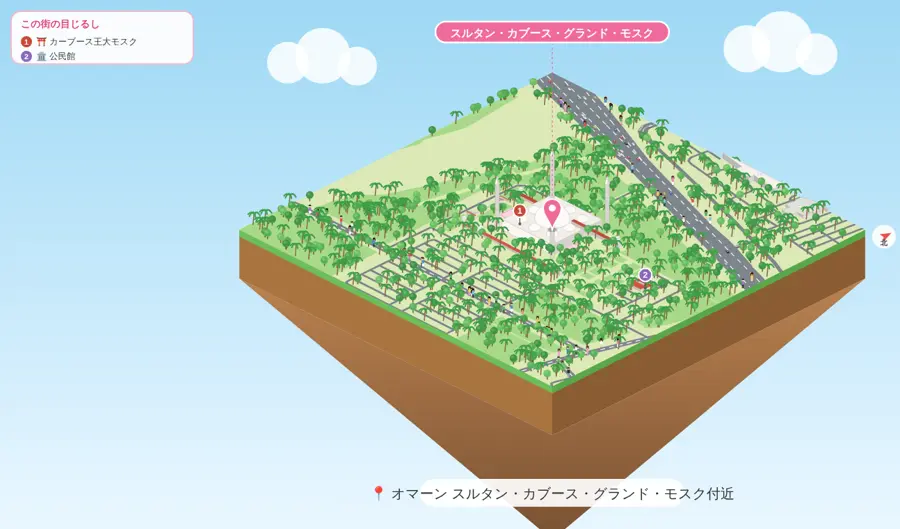 この街の目じるし
1 カーブース王大モスク
2 公民館
スルタン・カブース・グランド・モスク
1
2
北
オマーン スルタン・カブース・グランド・モスク付近